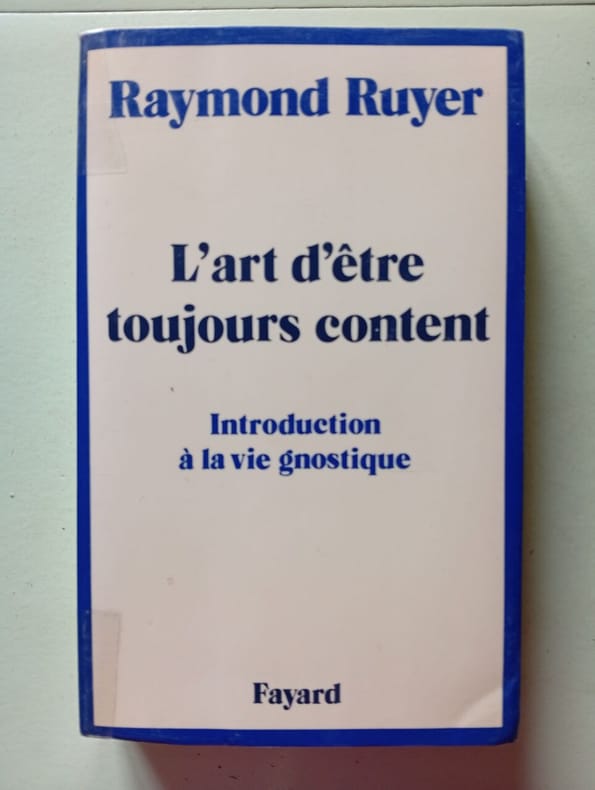 Raymond Ruyer
L'art d'être
toujours content
Introduction
à la vie gnostique
Fayard